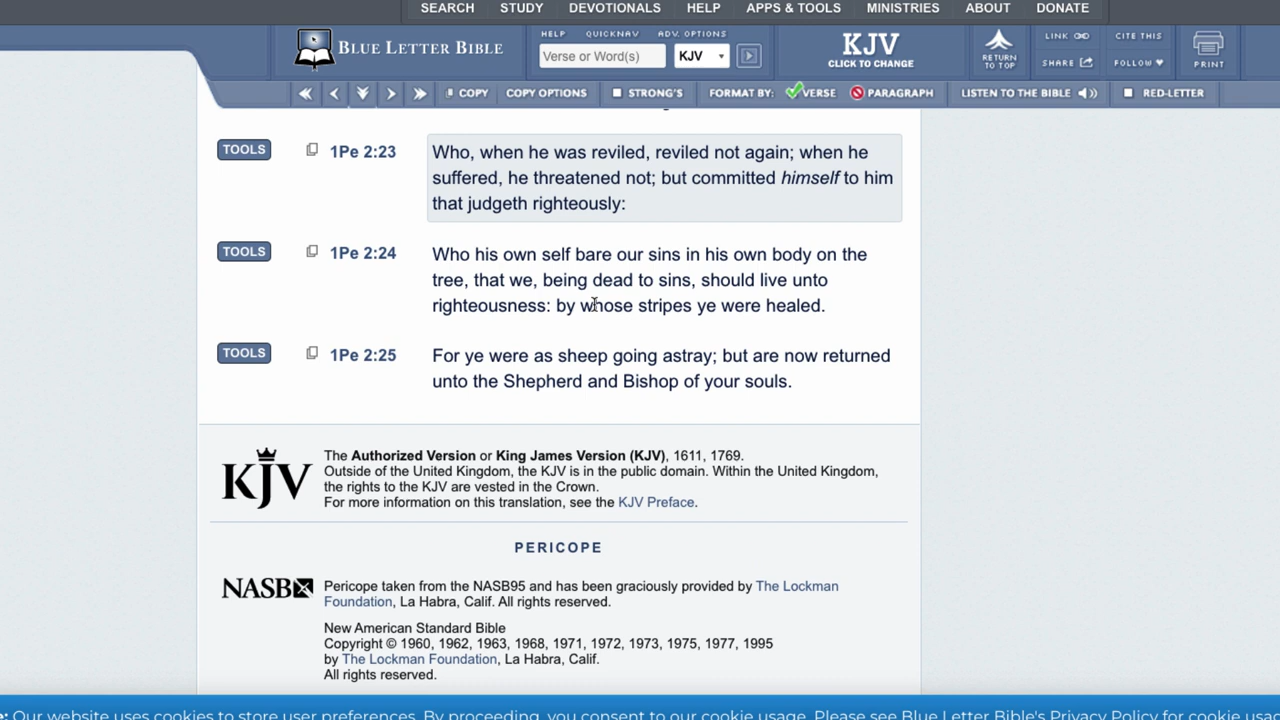 SEARCH STUDY DEVOTIONALS HELP APPS & TOOLS MINISTRIES ABOUT DONATE
BLUE LETTER BIBLE
HELP QUICKNAV ADV. OPTIONS
Verse or Word(s) KJV
KJV
CLICK TO CHANGE
RETURN
TO TOP
LINK
SHARE
CITE THIS
FOLLOW
PRINT
COPY COPY OPTIONS STRONG'S FORMAT BY: VERSE PARAGRAPH LISTEN TO THE BIBLE RED-LETTER
TOOLS 1Pe 2:23 Who, when he was reviled, reviled not again; when he
suffered, he threatened not; but committed himself to him
that judgeth righteously:
TOOLS 1Pe 2:24 Who his own self bare our sins in his own body on the
tree, that we, being dead to sins, should live unto
righteousness: by whose stripes ye were healed.
TOOLS 1Pe 2:25 For ye were as sheep going astray; but are now returned
unto the Shepherd and Bishop of your souls.
KJV
The Authorized Version or King James Version (KJV), 1611, 1769.
Outside of the United Kingdom, the KJV is in the public domain. Within the United Kingdom,
the rights to the KJV are vested in the Crown.
For more information on this translation, see the KJV Preface.
PERICOPE
NASB
Pericope taken from the NASB95 and has been graciously provided by The Lockman
Foundation, La Habra, Calif. All rights reserved.
New American Standard Bible
Copyright © 1960, 1962, 1963, 1968, 1971, 1972, 1973, 1975, 1977, 1995
by The Lockman Foundation, La Habra, Calif.
All rights reserved.
Our website uses cookies to store user preferences. By proceeding, you consent to our cookie usage. Please see Blue Letter Bible's Privacy Policy for cookie